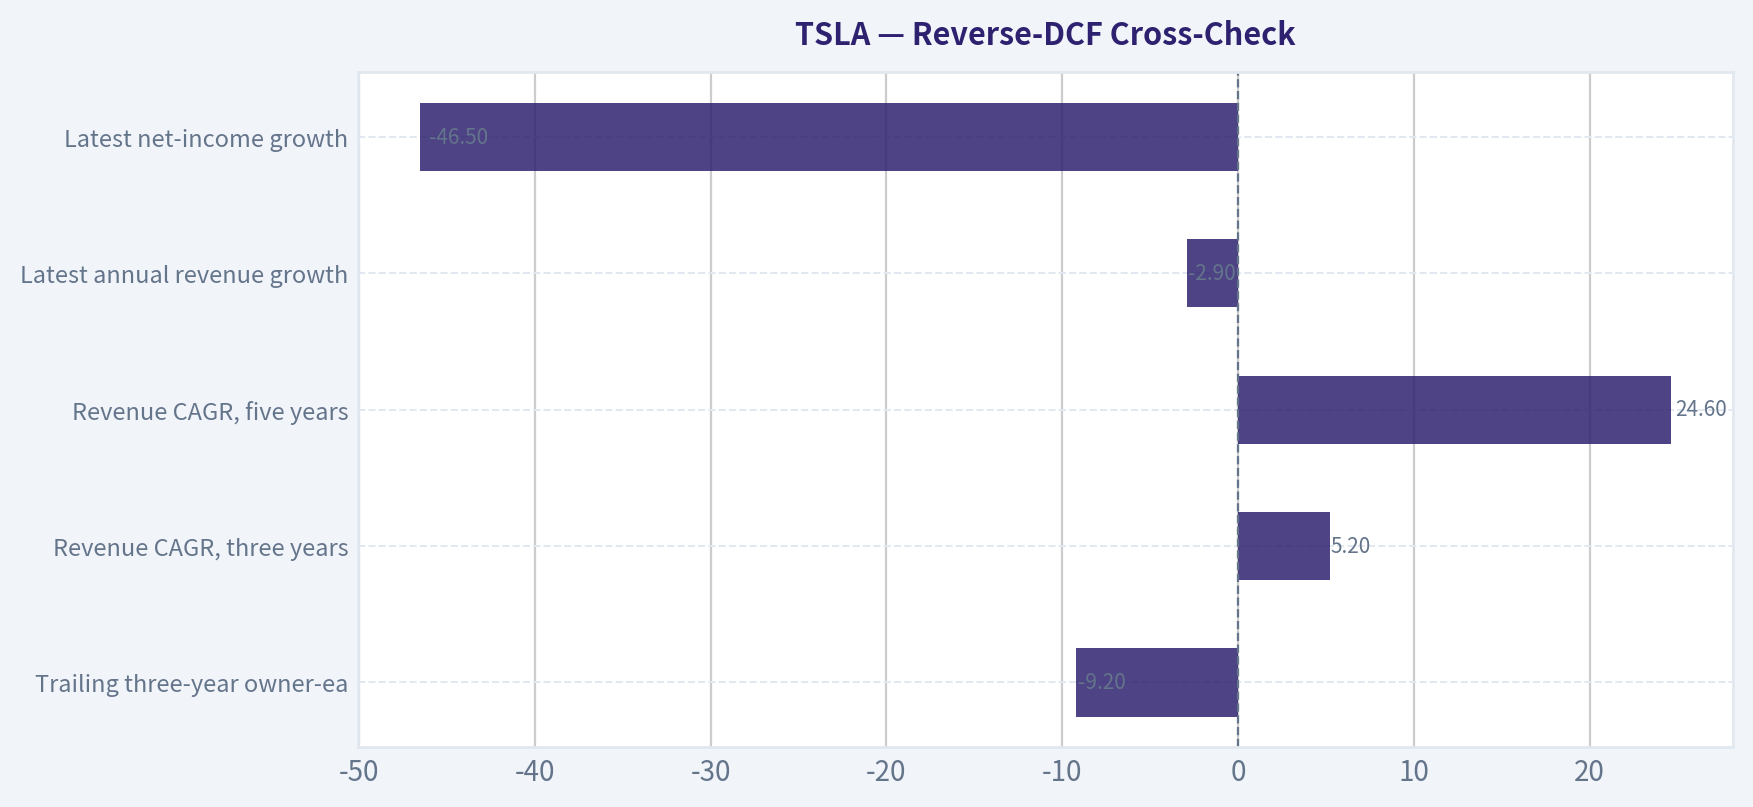 TSLA — Reverse-DCF Cross-Check
Latest net-income growth
-46.50
Latest annual revenue growth
-2.90
Revenue CAGR, five years
24.60
Revenue CAGR, three years
5.20
Trailing three-year owner-ea
-9.20
-50 -40 -30 -20 -10 0 10 20